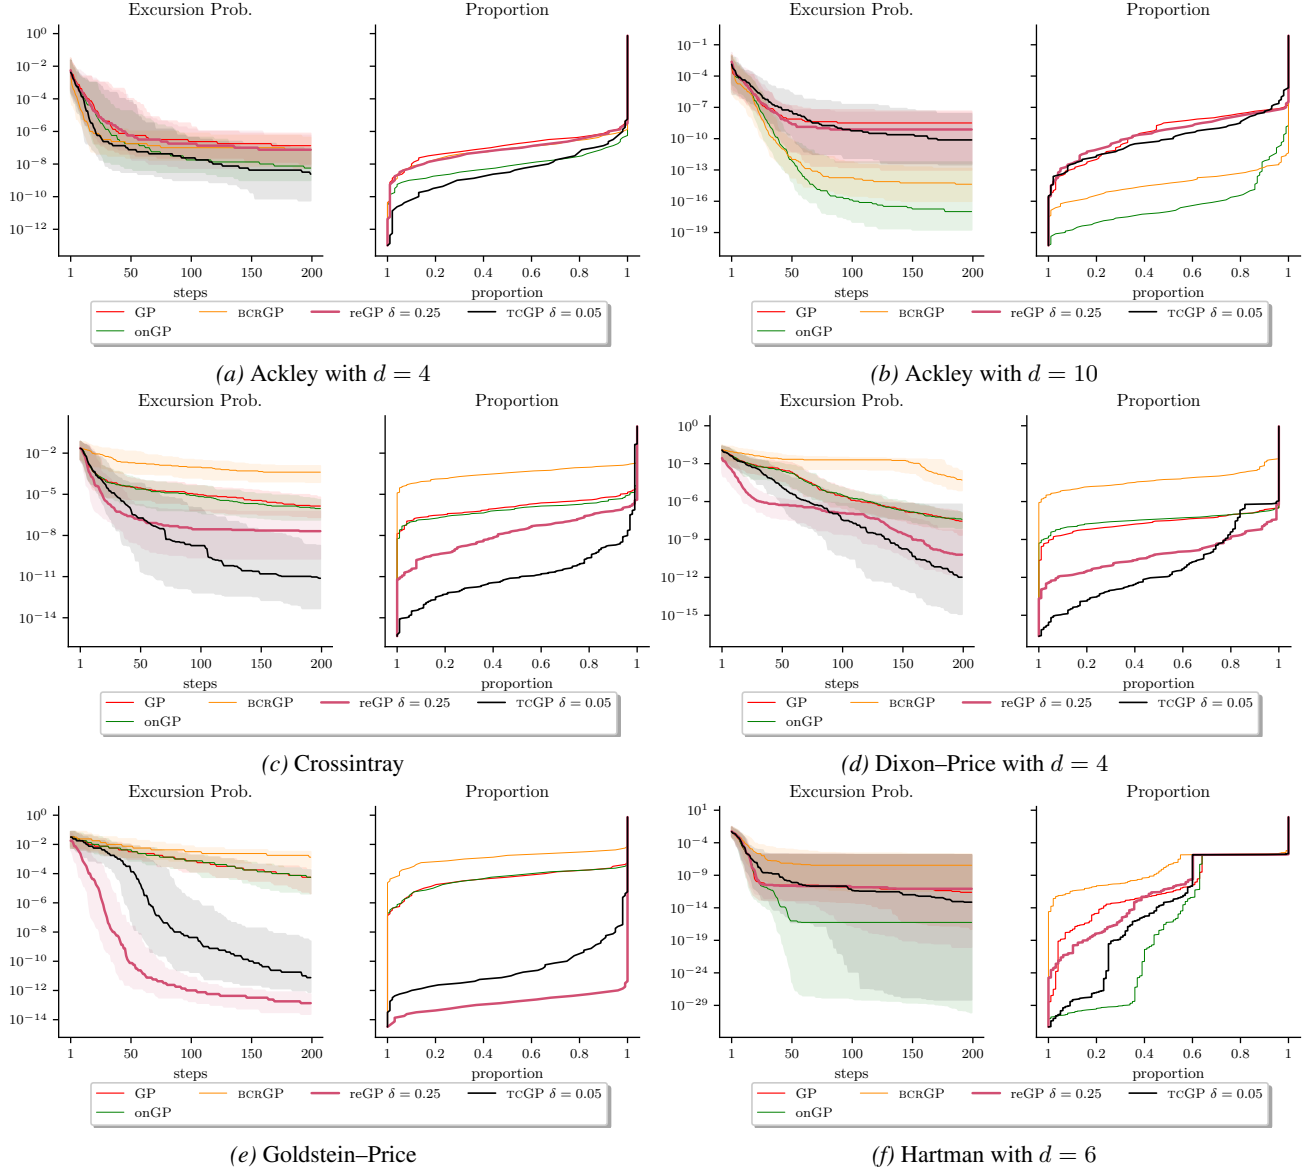 Excursion Prob.
Proportion
10^0
10^−2
10^−4
10^−6
10^−8
10^−10
10^−12
1 50 100 150 200
steps
1 0.2 0.4 0.6 0.8 1
proportion
GP
BCRGP
reGP δ = 0.25
TCGP δ = 0.05
onGP
(a) Ackley with d = 4
Excursion Prob.
Proportion
10^−1
10^−4
10^−7
10^−10
10^−13
10^−16
10^−19
1 50 100 150 200
steps
1 0.2 0.4 0.6 0.8 1
proportion
GP
BCRGP
reGP δ = 0.25
TCGP δ = 0.05
onGP
(b) Ackley with d = 10
Excursion Prob.
Proportion
10^−2
10^−5
10^−8
10^−11
10^−14
1 50 100 150 200
steps
1 0.2 0.4 0.6 0.8 1
proportion
GP
BCRGP
reGP δ = 0.25
TCGP δ = 0.05
onGP
(c) Crossintray
Excursion Prob.
Proportion
10^0
10^−3
10^−6
10^−9
10^−12
10^−15
1 50 100 150 200
steps
1 0.2 0.4 0.6 0.8 1
proportion
GP
BCRGP
reGP δ = 0.25
TCGP δ = 0.05
onGP
(d) Dixon–Price with d = 4
Excursion Prob.
Proportion
10^0
10^−2
10^−4
10^−6
10^−8
10^−10
10^−12
10^−14
1 50 100 150 200
steps
1 0.2 0.4 0.6 0.8 1
proportion
GP
BCRGP
reGP δ = 0.25
TCGP δ = 0.05
onGP
(e) Goldstein–Price
Excursion Prob.
Proportion
10^1
10^−4
10^−9
10^−14
10^−19
10^−24
10^−29
1 50 100 150 200
steps
1 0.2 0.4 0.6 0.8 1
proportion
GP
BCRGP
reGP δ = 0.25
TCGP δ = 0.05
onGP
(f) Hartman with d = 6